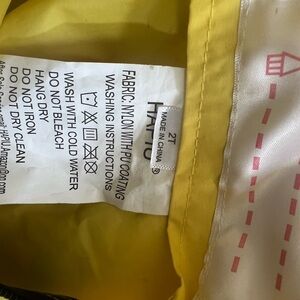 2T
MADE IN CHINA
®
FABRIC: NYLON WITH PU COATING
WASHING INSTRUCTIONS
WASH WITH COLD WATER
DO NOT BLEACH
HANG DRY
DO NOT IRON
DO NOT DRY CLEAN